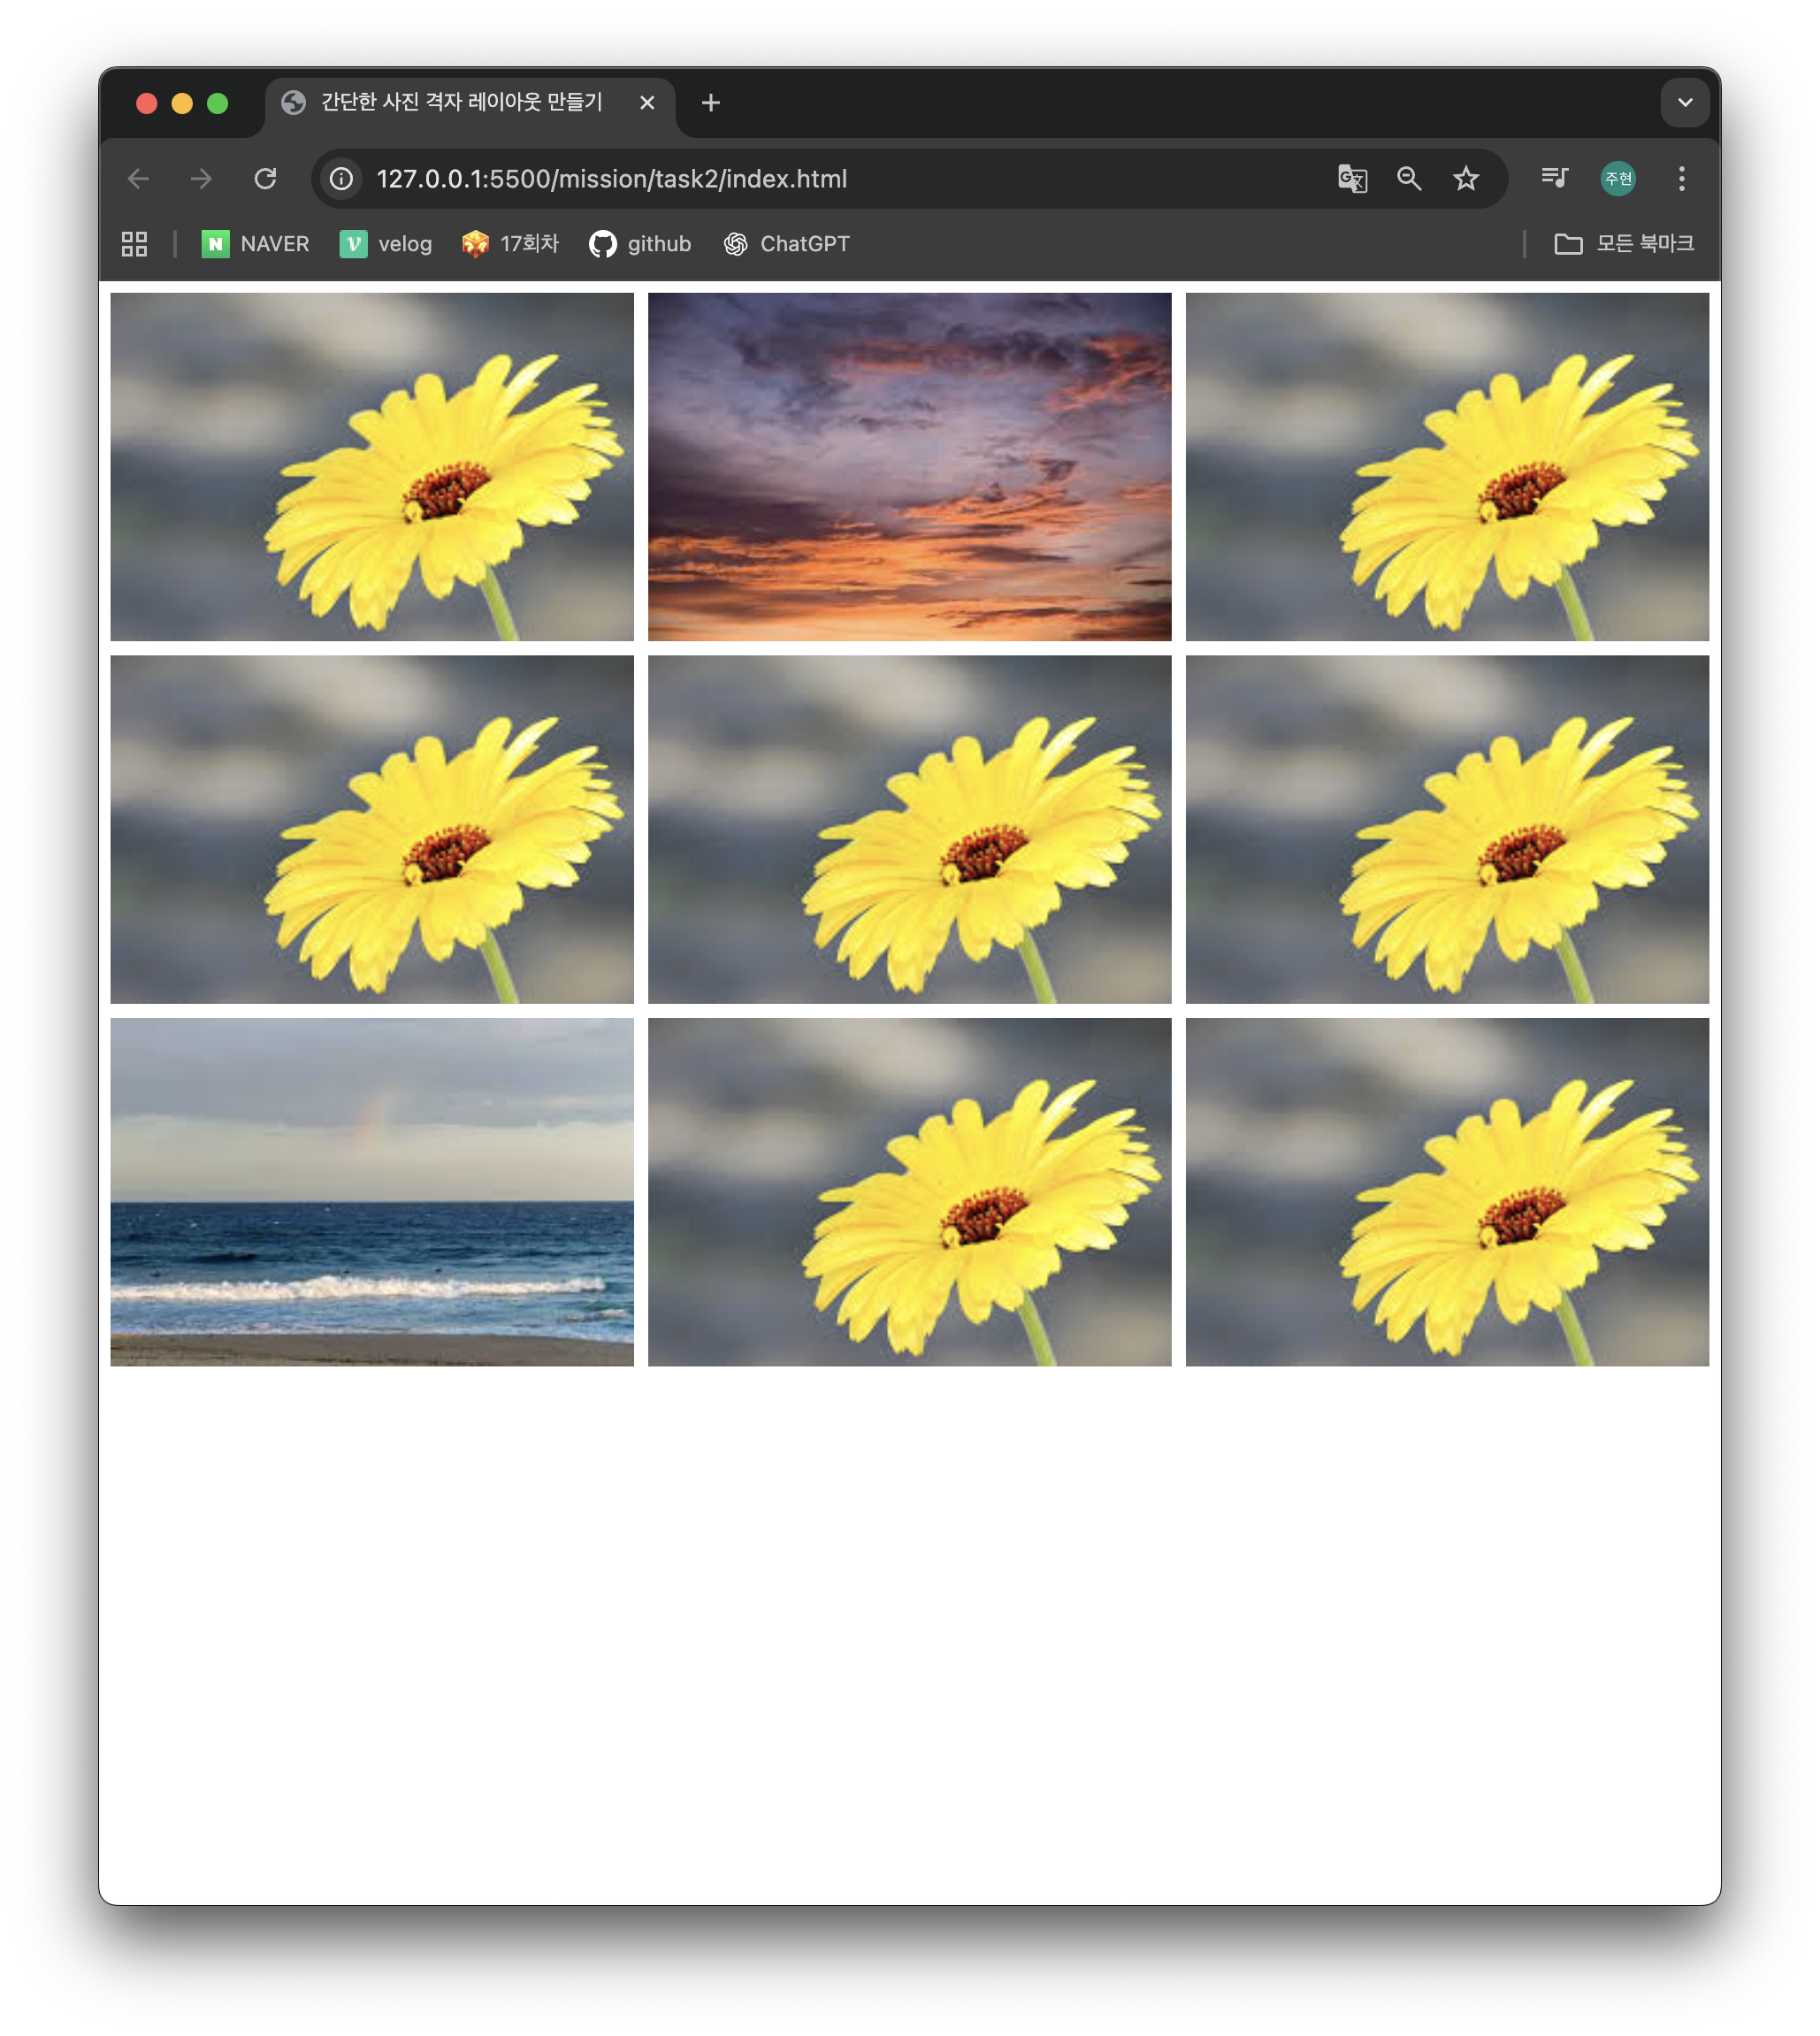 간단한 사진 격자 레이아웃 만들기
127.0.0.1:5500/mission/task2/index.html
주현
N NAVER velog 17회차 github ChatGPT 모든 북마크